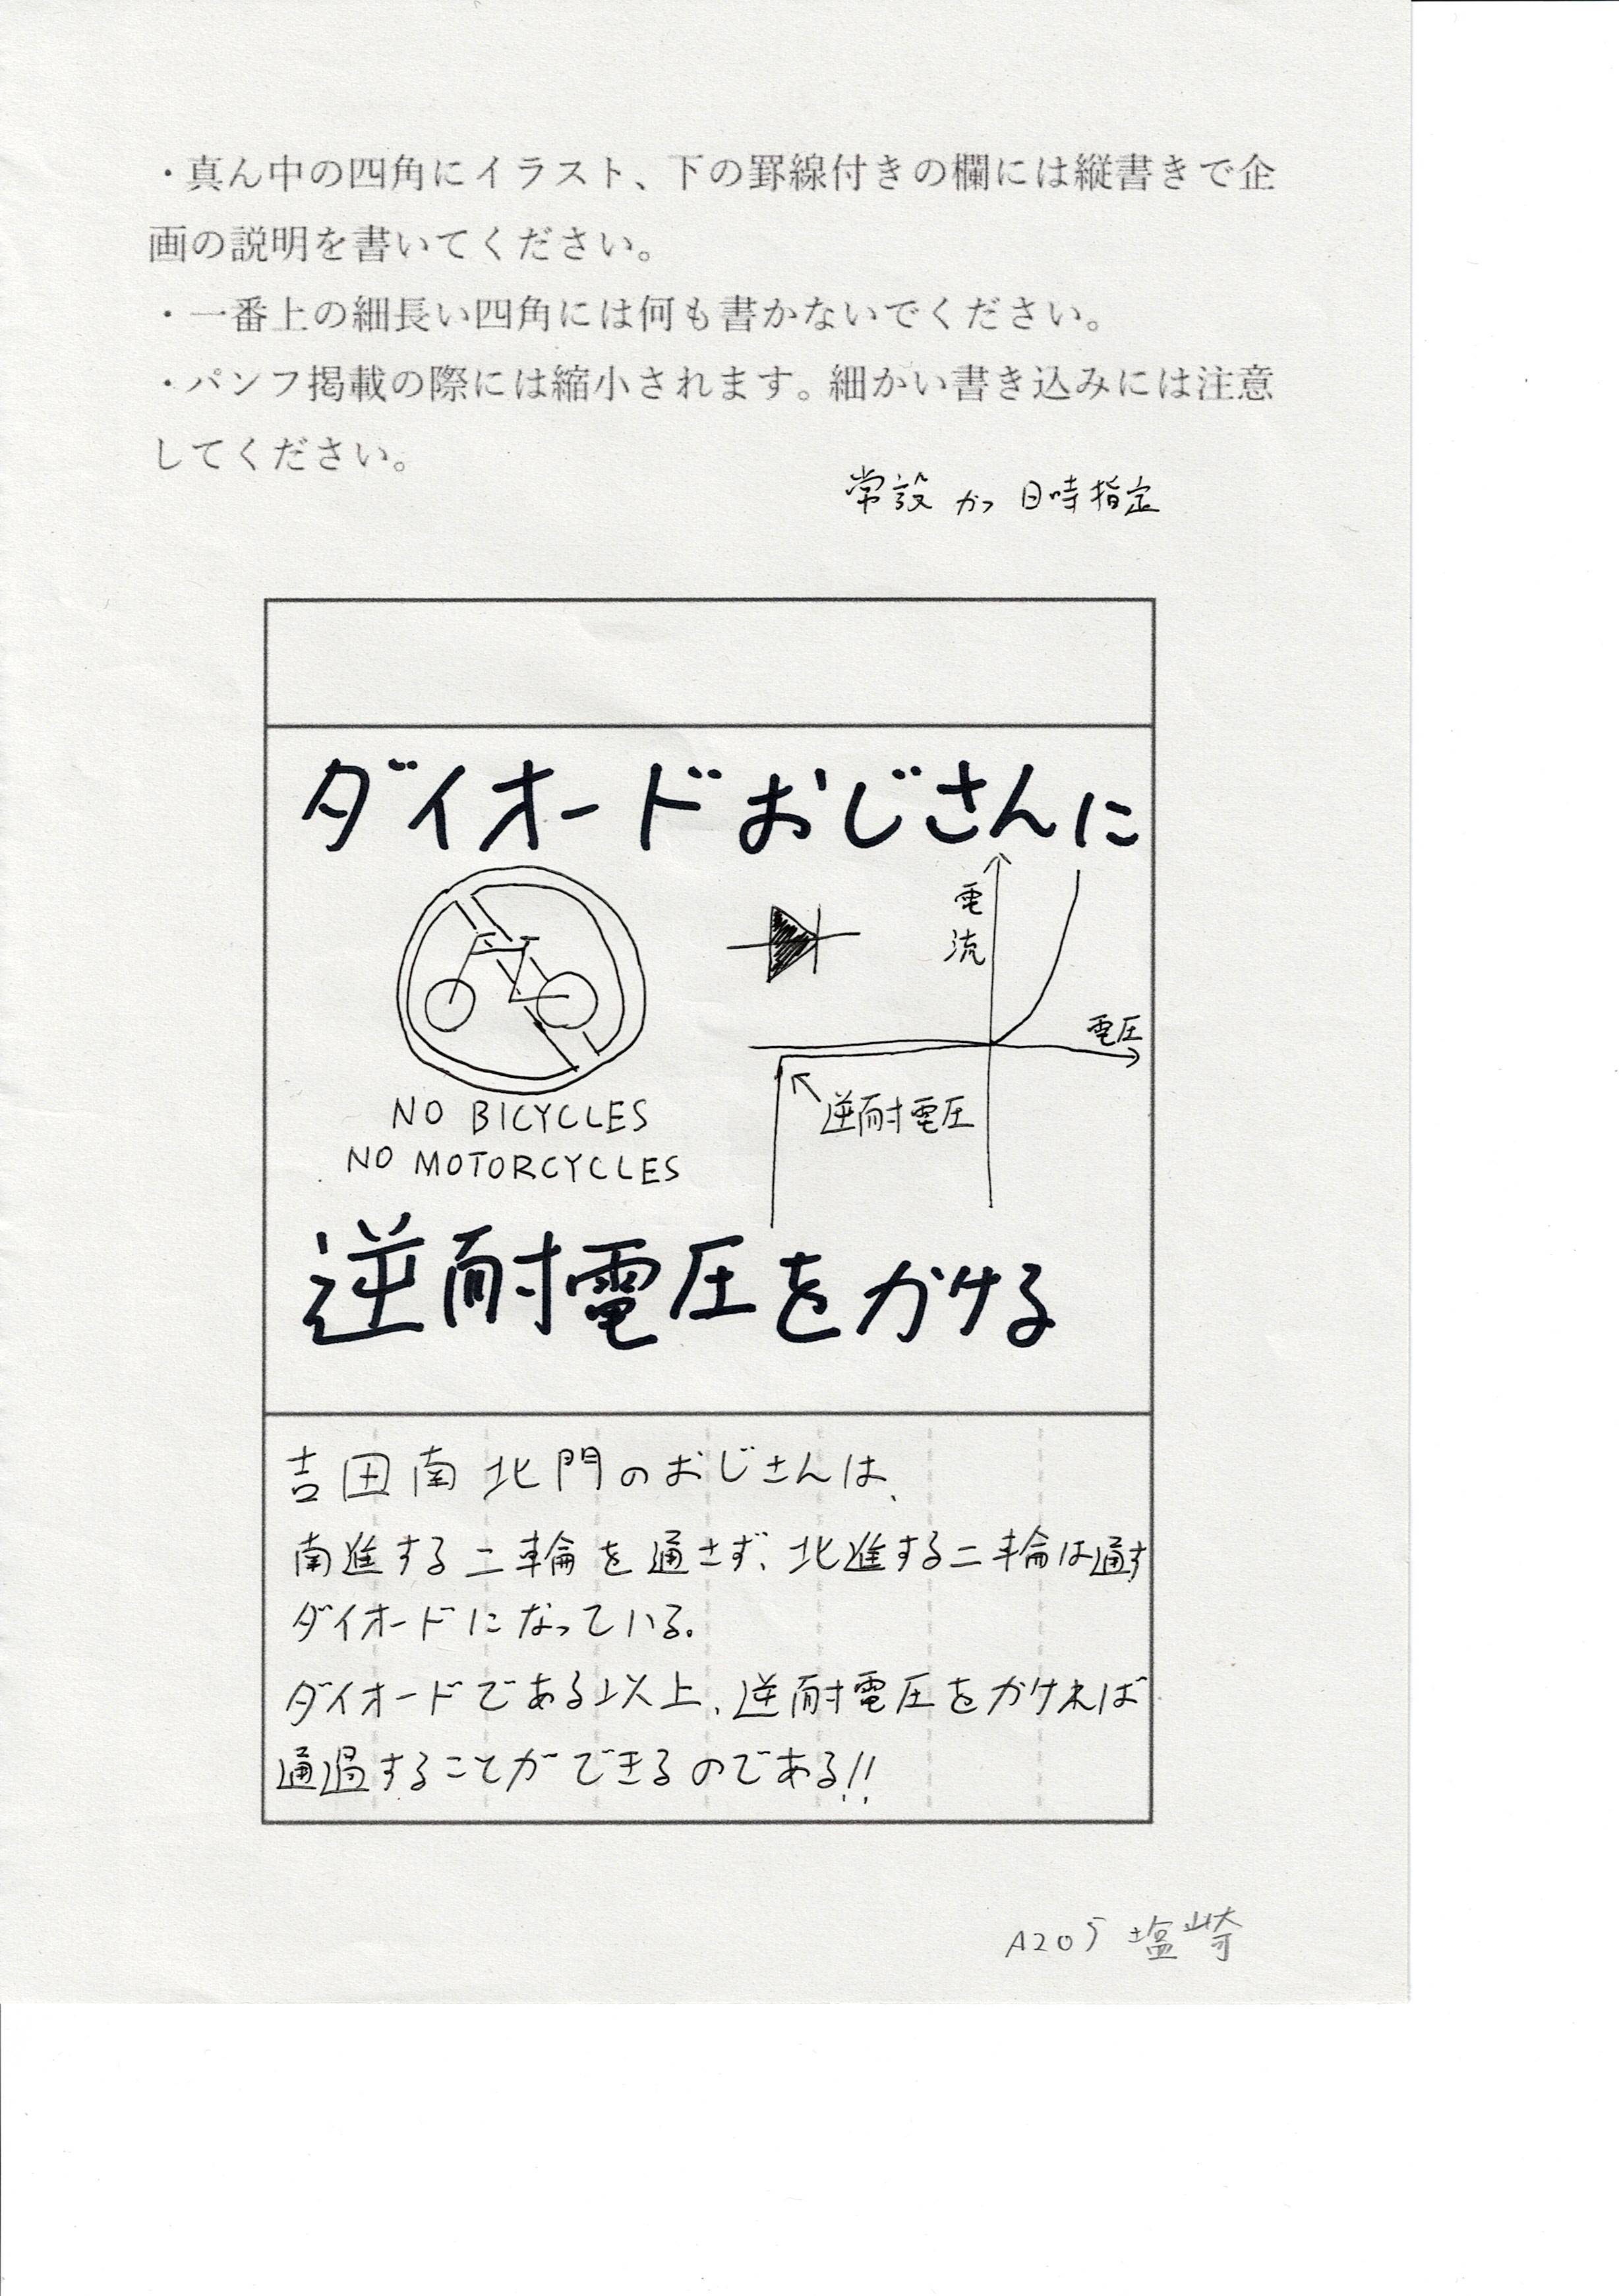 ・真ん中の四角にイラスト、下の罫線付きの欄には縦書きで企
画の説明を書いてください。
・一番上の細長い四角には何も書かないでください。
・パンフ掲載の際には縮小されます。細かい書き込みには注意
してください。
常設 かつ 日時指定
ダイオードおじさんに
電流
電圧
逆耐電圧
NO BICYCLES
NO MOTORCYCLES
逆耐電圧をかける
吉田南北門のおじさんは、
南進する二輪を通さず、北進する二輪は通す
ダイオードになっている。
ダイオードである以上、逆耐電圧をかければ
通過することができるのである!!
A205 塩崎